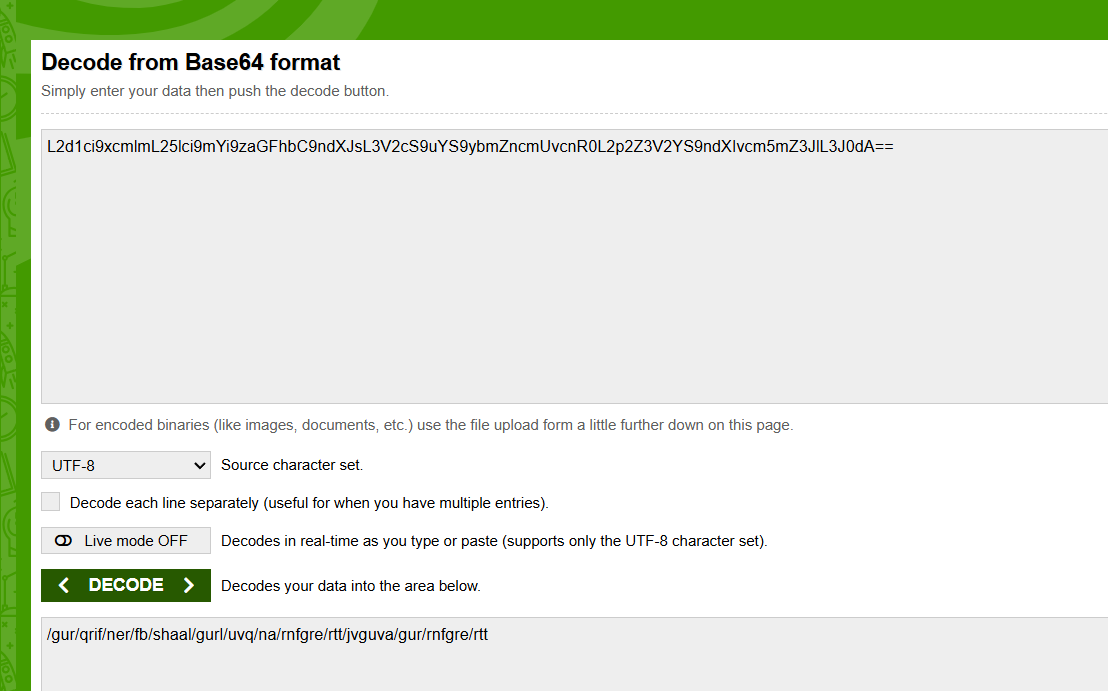 Decode from Base64 format
Simply enter your data then push the decode button.
L2d1ci9xcmlmL25lci9mYi9zaGFhbC9ndXJsL3V2cS9uYS9ybmZncmUvcnR0L2p2Z3V2YS9ndXIvcm5mZ3JlL3J0dA==
For encoded binaries (like images, documents, etc.) use the file upload form a little further down on this page.
UTF-8 Source character set.
Decode each line separately (useful for when you have multiple entries).
Live mode OFF Decodes in real-time as you type or paste (supports only the UTF-8 character set).
< DECODE > Decodes your data into the area below.
/gur/qrif/ner/fb/shaal/gurl/uvq/na/rnfgre/rtt/jvguva/gur/rnfgre/rtt